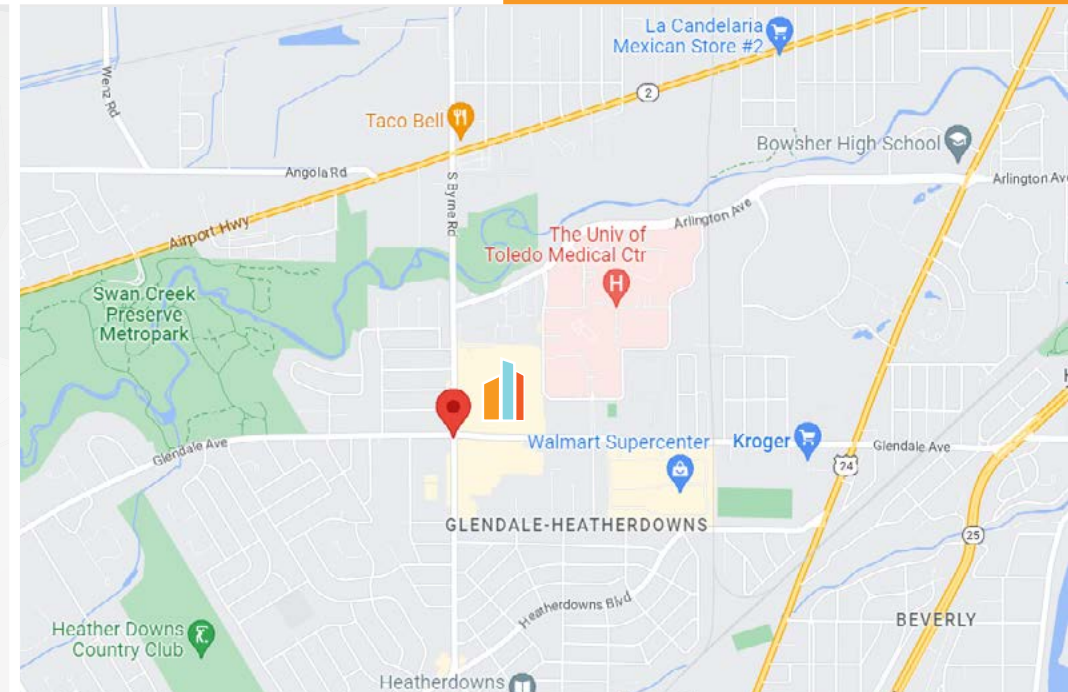 La Candelaria
Mexican Store #2
Wenz Rd
2
Taco Bell
Bowsher High School
Angola Rd
S Byrne Rd
Arlington Ave
Arlington Ave
Airport Hwy
The Univ of
Toledo Medical Ctr
H
Swan Creek
Preserve
Metropark
Glendale Ave
Walmart Supercenter
Kroger
Glendale Ave
24
GLENDALE-HEATHERDOWNS
25
Heatherdowns Blvd
BEVERLY
Heather Downs
Country Club
Heatherdowns